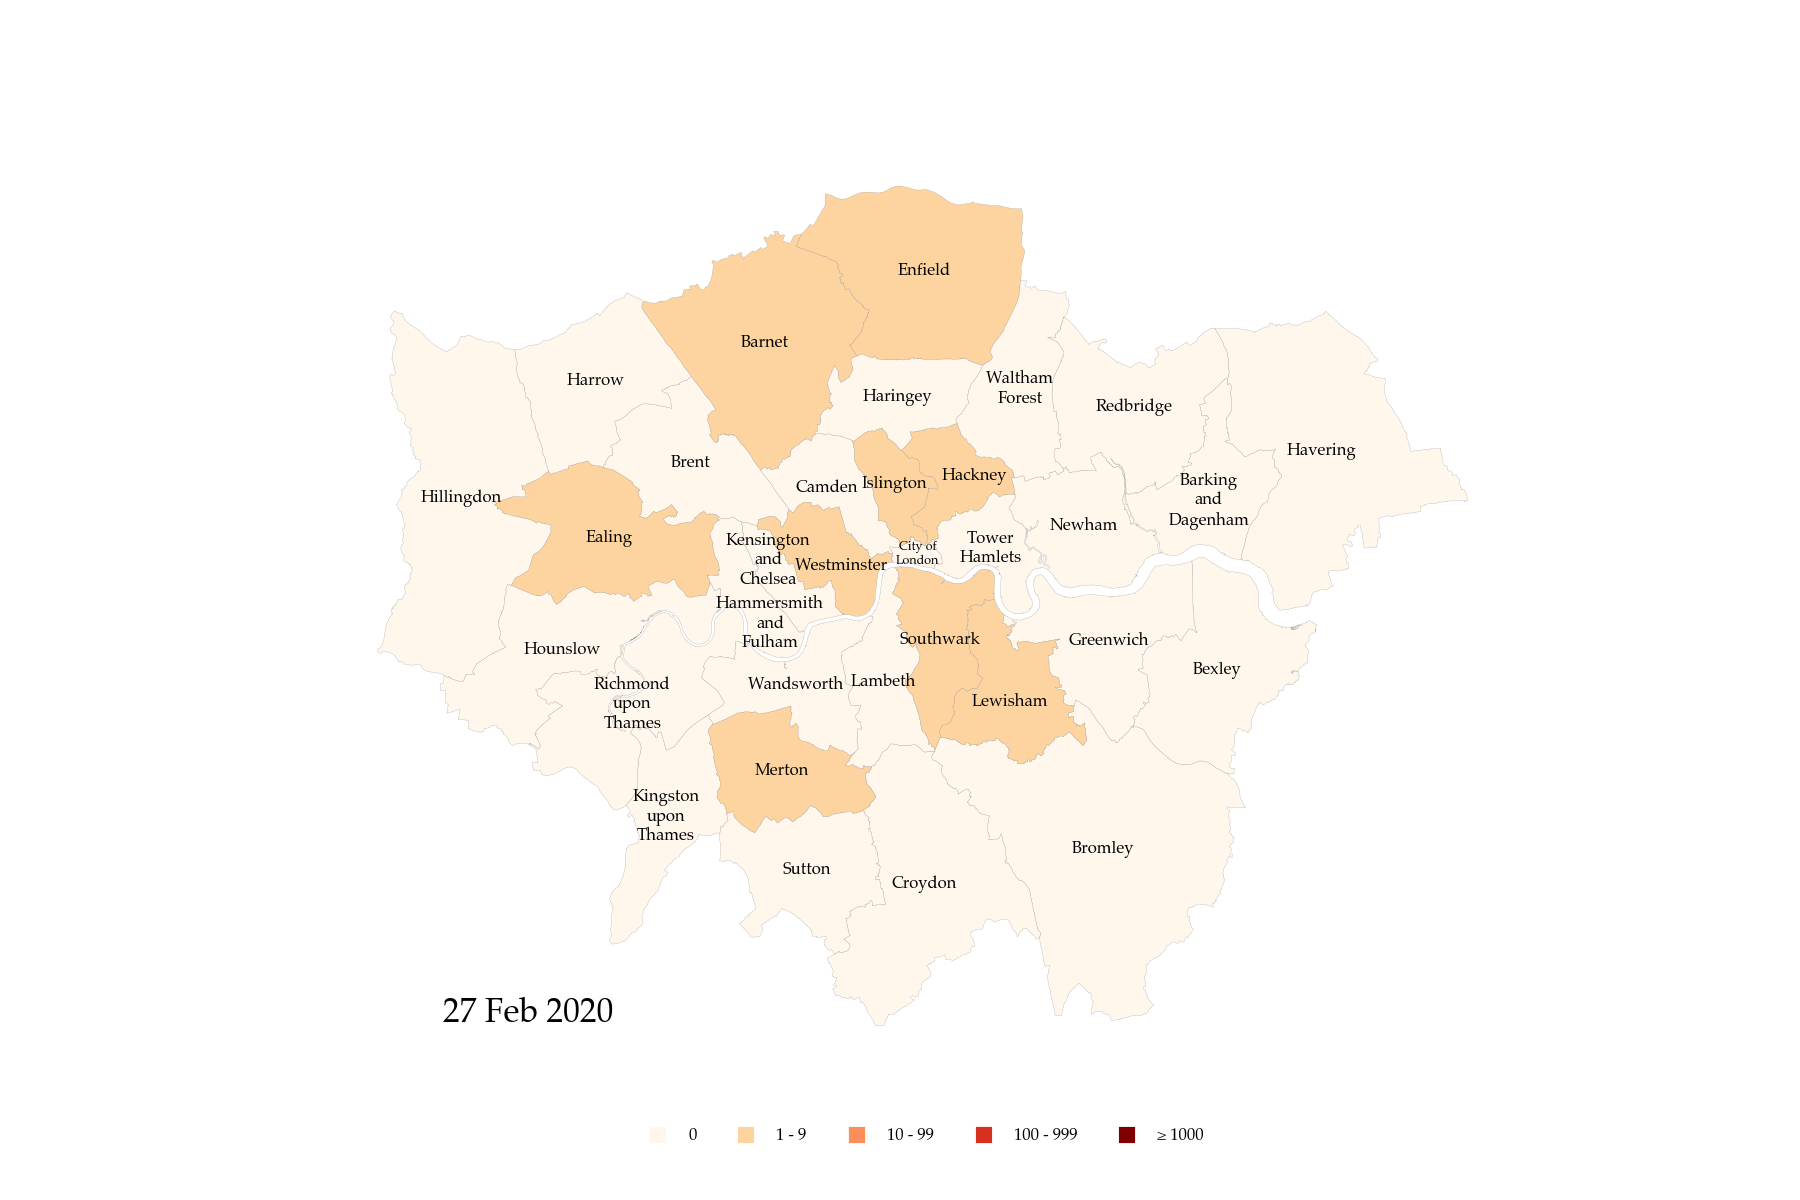 Enfield
Barnet
Harrow
Haringey
Waltham
Forest
Redbridge
Havering
Brent
Camden
Islington
Hackney
Barking
and
Dagenham
Hillingdon
Ealing
Kensington
and
Chelsea
Westminster
City of
London
Tower
Hamlets
Newham
Hammersmith
and
Fulham
Hounslow
Southwark
Greenwich
Bexley
Richmond
upon
Thames
Wandsworth
Lambeth
Lewisham
Merton
Kingston
upon
Thames
Bromley
Sutton
Croydon
27 Feb 2020
0 1 - 9 10 - 99 100 - 999 ≥ 1000